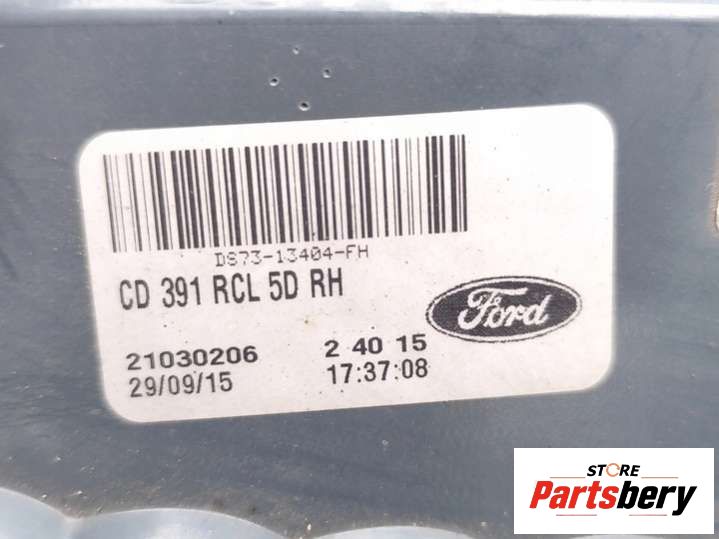 DS73-13404-FH
CD 391 RCL 5D RH
Ford
21030206 2 40 15
29/09/15 17:37:08
STORE
Partsbery